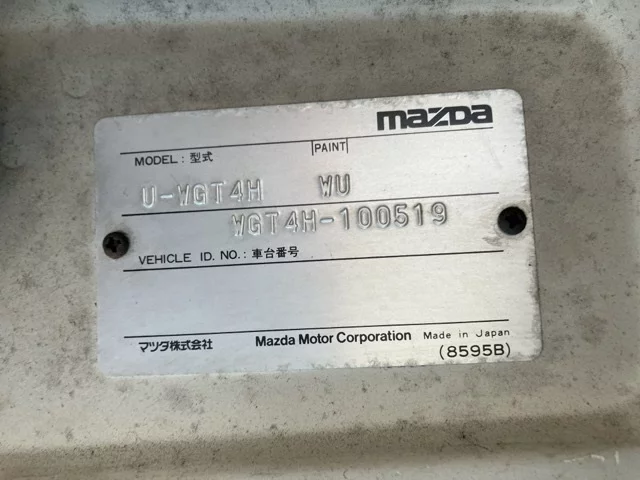 mazda
MODEL : 型式 PAINT
U-WGT4H WU
WGT4H-100519
VEHICLE ID. NO. : 車台番号
マツダ株式会社 Mazda Motor Corporation Made in Japan
(8595B)